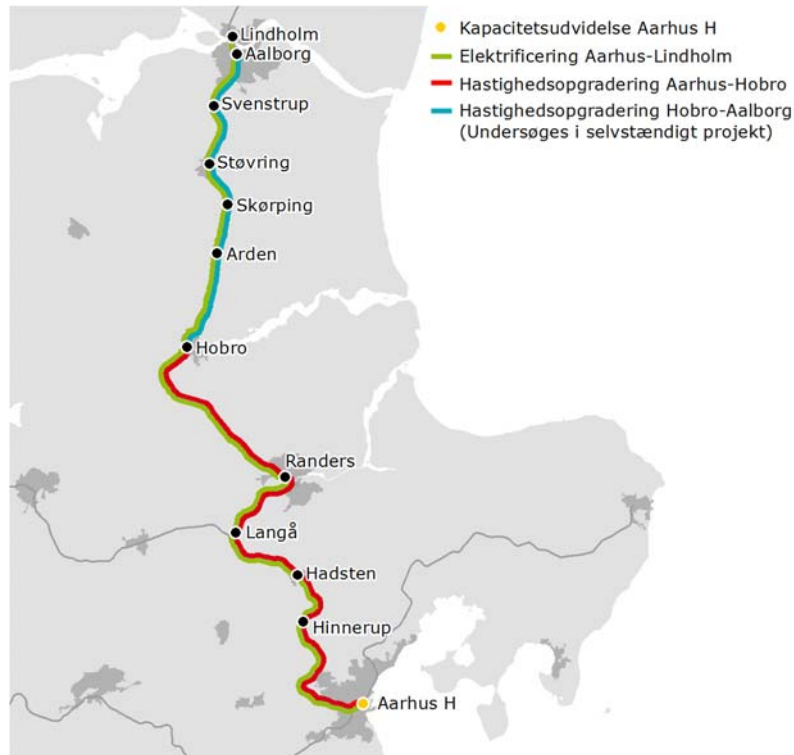 Kapacitetsudvidelse Aarhus H
Elektrificering Aarhus-Lindholm
Hastighedsopgradering Aarhus-Hobro
Hastighedsopgradering Hobro-Aalborg
(Undersøges i selvstændigt projekt)
Lindholm
Aalborg
Svenstrup
Støvring
Skørping
Arden
Hobro
Randers
Langå
Hadsten
Hinnerup
Aarhus H